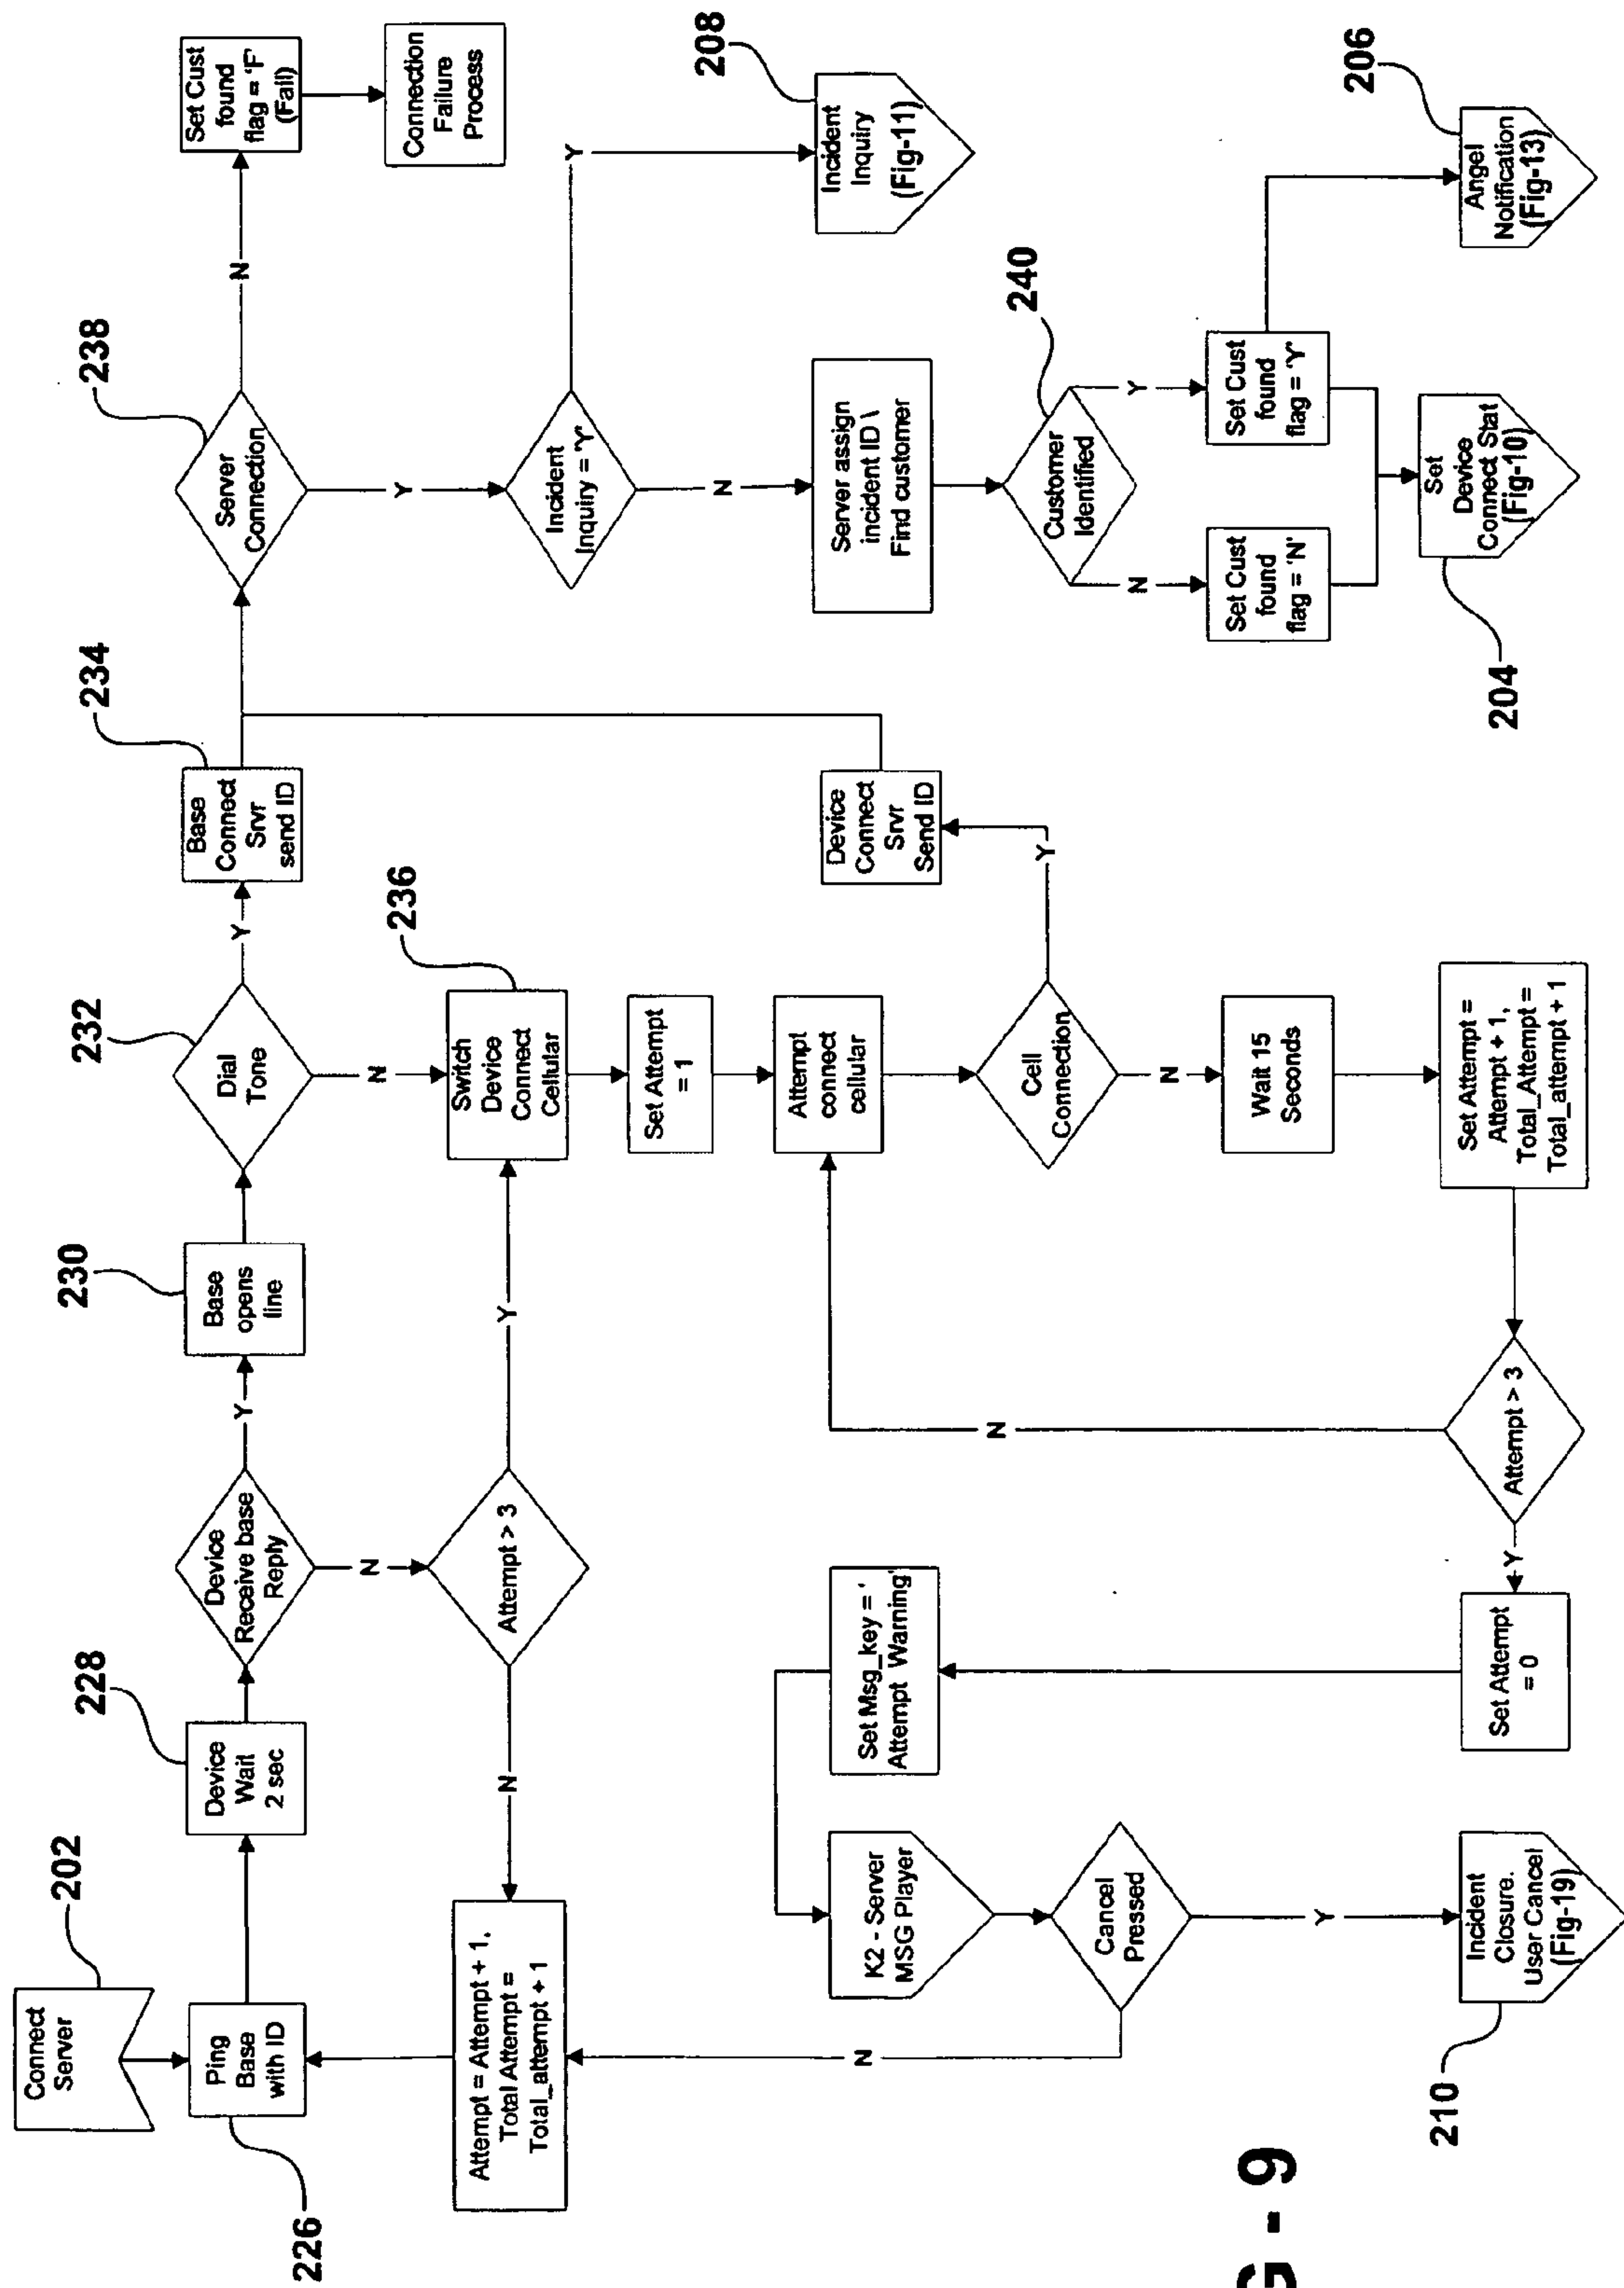 202
Connect
Server
226
Ping
Base
with ID
228
Device
Wait
2 sec
Device
Receive base
Reply
Y
230
Base
opens
line
232
Dial
Tone
Y
234
Base
Connect
Srvr
send ID
238
Server
Connection
N
Set Cust
found
flag = 'F'
(Fail)
Connection
Failure
Process
N
Attempt > 3
N
Attempt = Attempt + 1,
Total Attempt =
Total_attempt + 1
Y
N
236
Switch
Device
Connect
Cellular
Set Attempt
= 1
Attempt
connect
cellular
Cell
Connection
Y
Device
Connect
Srvr
Send ID
N
Wait 15
Seconds
Set Attempt =
Attempt + 1,
Total_Attempt =
Total_attempt + 1
Attempt > 3
N
Y
Set Attempt
= 0
Set Msg_key = '
Attempt Warning'
K2 - Server
MSG Player
Cancel
Pressed
N
Y
Incident
Closure.
User Cancel
(Fig-19)
210
Y
Incident
Inquiry = 'Y'
Y
208
Incident
Inquiry
(Fig-11)
N
Server assign
incident ID \
Find customer
240
Customer
Identified
N
Y
Set Cust
found
flag = 'N'
Set Cust
found
flag = 'Y'
204
Set
Device
Connect Stat
(Fig-10)
206
Angel
Notification
(Fig-13)
G - 9